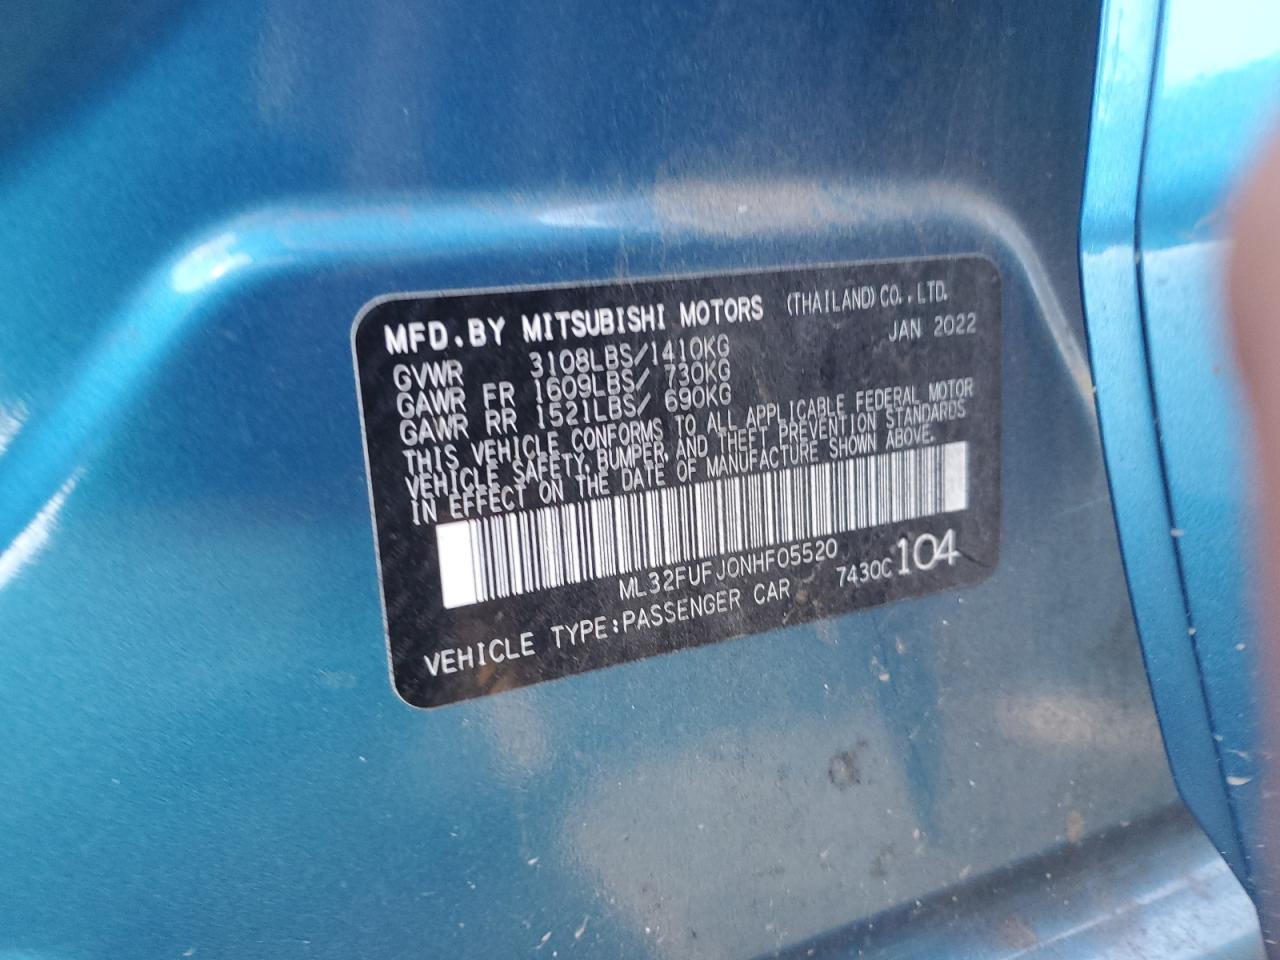 MFD.BY MITSUBISHI MOTORS (THAILAND) CO., LTD.
JAN 2022
GVWR 3108LBS/1410KG
GAWR FR 1609LBS/ 730KG
GAWR RR 1521LBS/ 690KG
THIS VEHICLE CONFORMS TO ALL APPLICABLE FEDERAL MOTOR
VEHICLE SAFETY, BUMPER, AND THEFT PREVENTION STANDARDS
IN EFFECT ON THE DATE OF MANUFACTURE SHOWN ABOVE.
ML32FUFJ0NHF05520
VEHICLE TYPE:PASSENGER CAR 7430C 104